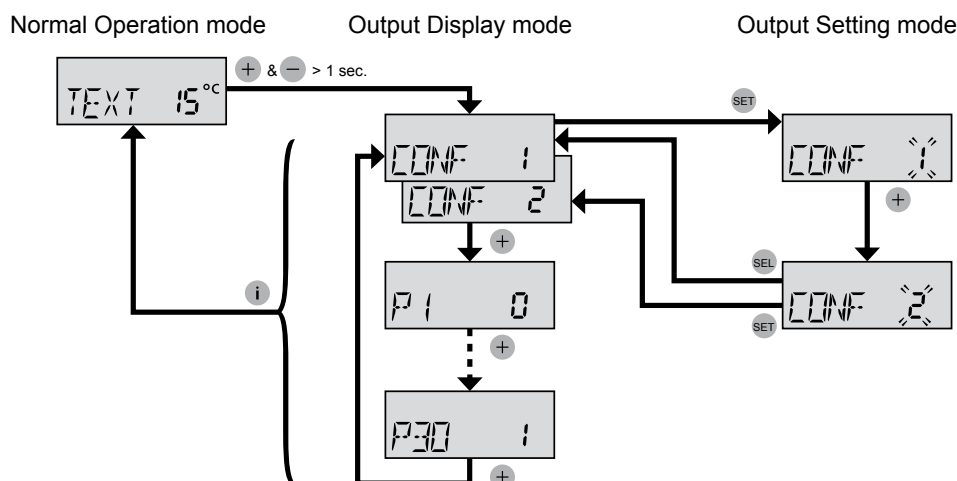 Normal Operation mode
Output Display mode
Output Setting mode
TEXT 15°C
+ & − > 1 sec.
CONF 1
SET
CONF 1
CONF 2
+
+
SEL
CONF 2
SET
P1 0
i
+
P30 1
+